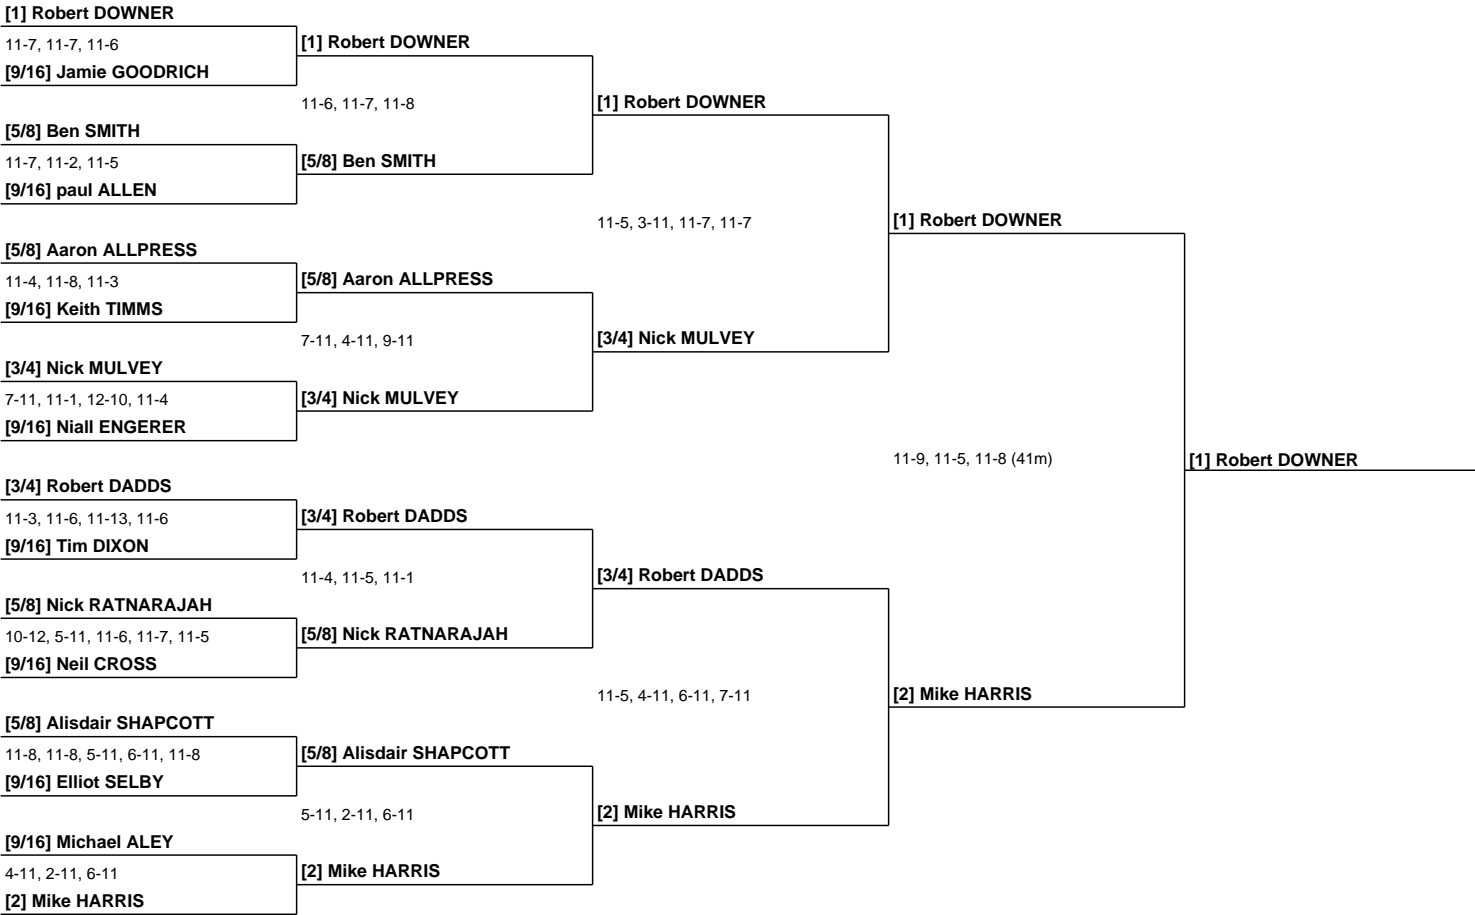 [1] Robert DOWNER
11-7, 11-7, 11-6
[9/16] Jamie GOODRICH
[5/8] Ben SMITH
11-7, 11-2, 11-5
[9/16] paul ALLEN
[5/8] Aaron ALLPRESS
11-4, 11-8, 11-3
[9/16] Keith TIMMS
[3/4] Nick MULVEY
7-11, 11-1, 12-10, 11-4
[9/16] Niall ENGERER
[3/4] Robert DADDS
11-3, 11-6, 11-13, 11-6
[9/16] Tim DIXON
[5/8] Nick RATNARAJAH
10-12, 5-11, 11-6, 11-7, 11-5
[9/16] Neil CROSS
[5/8] Alisdair SHAPCOTT
11-8, 11-8, 5-11, 6-11, 11-8
[9/16] Elliot SELBY
[9/16] Michael ALEY
4-11, 2-11, 6-11
[2] Mike HARRIS
[1] Robert DOWNER
11-6, 11-7, 11-8
[5/8] Ben SMITH
[5/8] Aaron ALLPRESS
7-11, 4-11, 9-11
[3/4] Nick MULVEY
[3/4] Robert DADDS
11-4, 11-5, 11-1
[5/8] Nick RATNARAJAH
[5/8] Alisdair SHAPCOTT
5-11, 2-11, 6-11
[2] Mike HARRIS
[1] Robert DOWNER
11-5, 3-11, 11-7, 11-7
[3/4] Nick MULVEY
[3/4] Robert DADDS
11-5, 4-11, 6-11, 7-11
[2] Mike HARRIS
[1] Robert DOWNER
11-9, 11-5, 11-8 (41m)
[2] Mike HARRIS
[1] Robert DOWNER